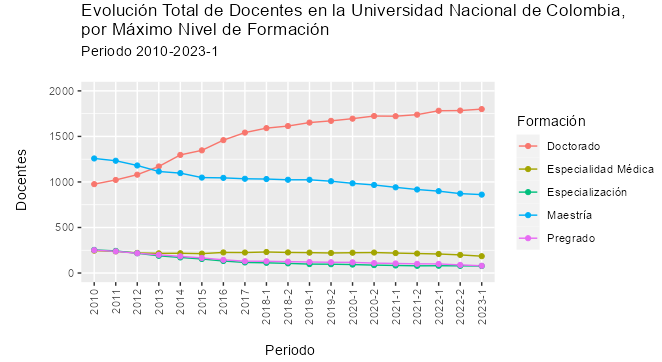 Evolución Total de Docentes en la Universidad Nacional de Colombia,
por Máximo Nivel de Formación
Periodo 2010-2023-1
Docentes
2000
1500
1000
500
0
2010
2011
2012
2013
2014
2015
2016
2017
2018-1
2018-2
2019-1
2019-2
2020-1
2020-2
2021-1
2021-2
2022-1
2022-2
2023-1
Periodo
Formación
Doctorado
Especialidad Médica
Especialización
Maestría
Pregrado